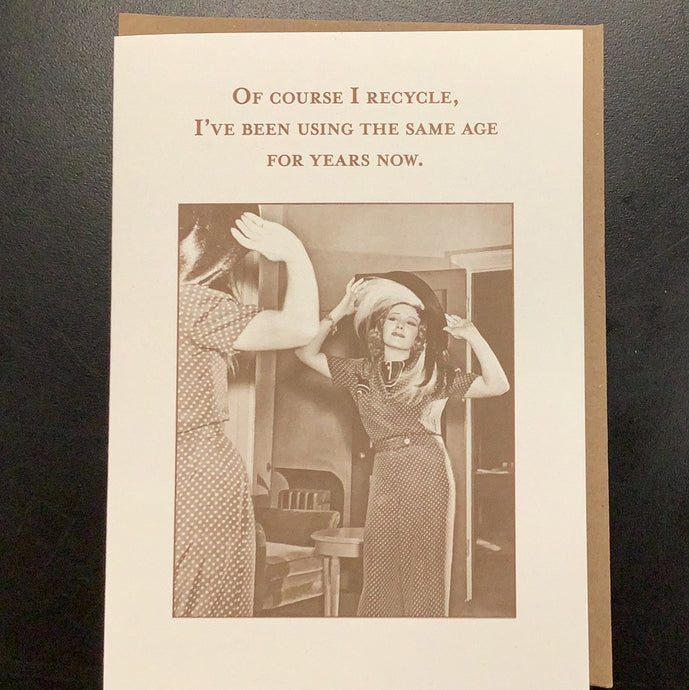 Of course I recycle,
I've been using the same age
for years now.